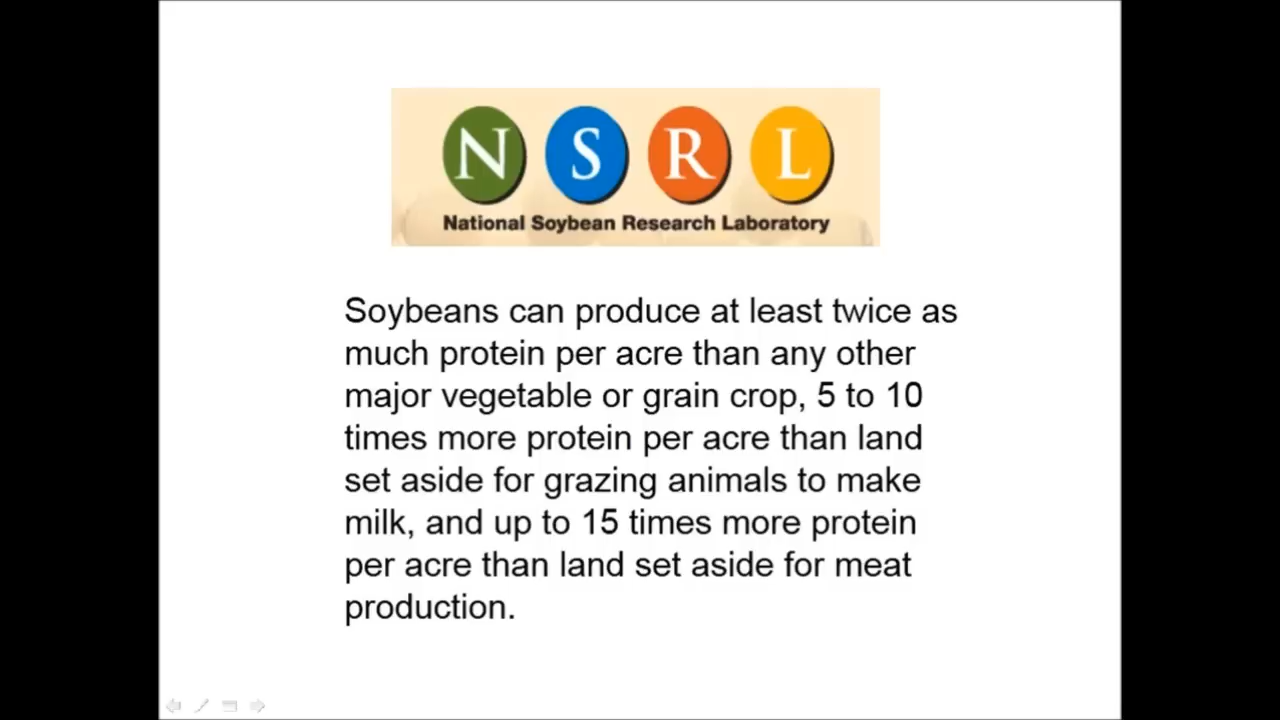 N S R L
National Soybean Research Laboratory
Soybeans can produce at least twice as
much protein per acre than any other
major vegetable or grain crop, 5 to 10
times more protein per acre than land
set aside for grazing animals to make
milk, and up to 15 times more protein
per acre than land set aside for meat
production.